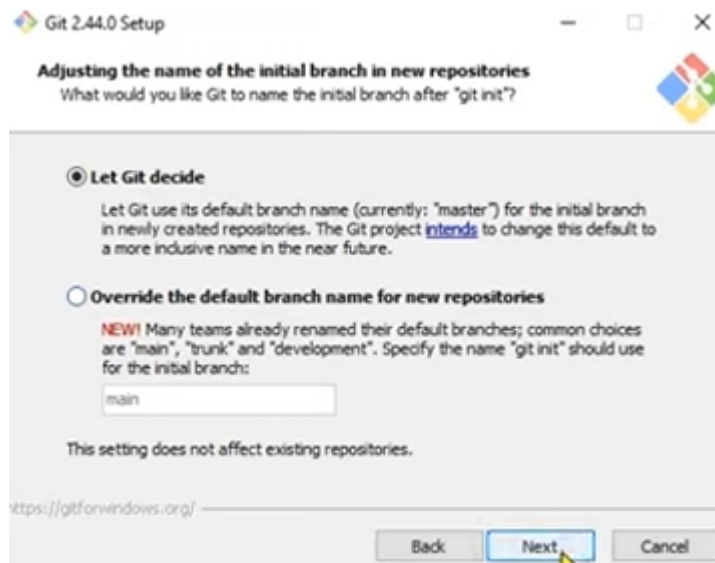 Git 2.44.0 Setup
Adjusting the name of the initial branch in new repositories
What would you like Git to name the initial branch after "git init"?
Let Git decide
Let Git use its default branch name (currently: "master") for the initial branch
in newly created repositories. The Git project intends to change this default to
a more inclusive name in the near future.
Override the default branch name for new repositories
NEW! Many teams already renamed their default branches; common choices
are "main", "trunk" and "development". Specify the name "git init" should use
for the initial branch:
main
This setting does not affect existing repositories.
https://gitforwindows.org/
Back
Next
Cancel